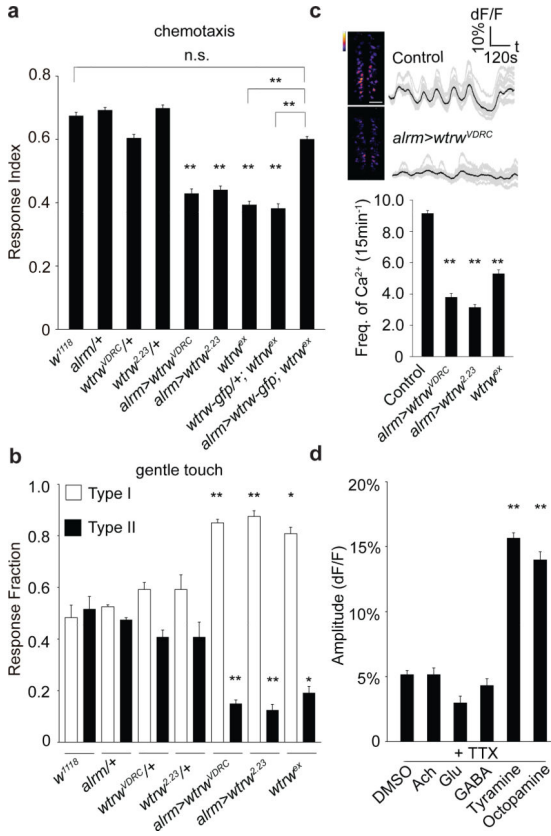 a
chemotaxis
n.s.
**
**
** ** ** **
0.8
0.6
0.4
0.2
0
Response Index
w1118
alrm/+
wtrwVDRC/+
wtrw2.23/+
alrm>wtrwVDRC
alrm>wtrw2.23
wtrwex
wtrw-gfp/+; wtrwex
alrm>wtrw-gfp; wtrwex
b
gentle touch
Type I
Type II
** ** *
** ** *
1.0
0.8
0.6
0.4
0.2
0
Response Fraction
w1118
alrm/+
wtrwVDRC/+
wtrw2.23/+
alrm>wtrwVDRC
alrm>wtrw2.23
wtrwex
c
dF/F
10%
t
120s
Control
alrm>wtrwVDRC
10.0
8.0
6.0
4.0
2.0
0.0
Freq. of Ca2+ (15min-1)
** ** **
Control
alrm>wtrwVDRC
alrm>wtrw2.23
wtrwex
d
20%
15%
10%
5%
0%
Amplitude (dF/F)
** **
+ TTX
DMSO
Ach
Glu
GABA
Tyramine
Octopamine